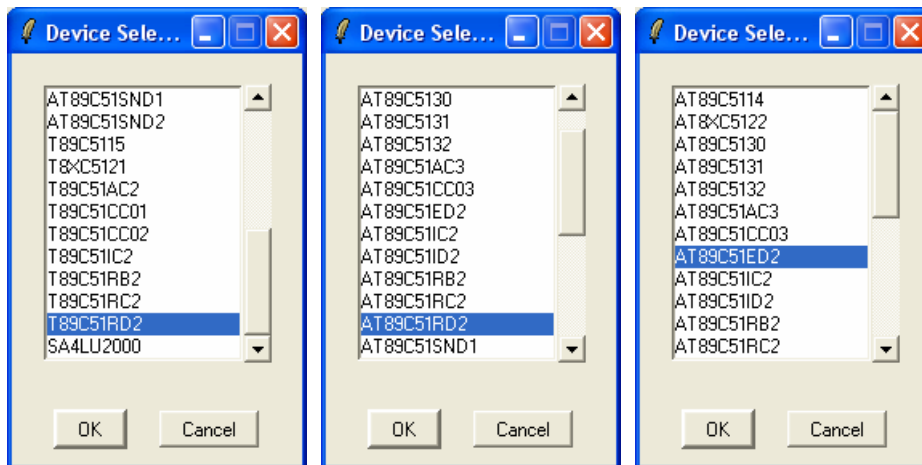 Device Sele...
AT89C51SND1
AT89C51SND2
T89C5115
T8XC5121
T89C51AC2
T89C51CC01
T89C51CC02
T89C51IC2
T89C51RB2
T89C51RC2
T89C51RD2
SA4LU2000
OK
Cancel
Device Sele...
AT89C5130
AT89C5131
AT89C5132
AT89C51AC3
AT89C51CC03
AT89C51ED2
AT89C51IC2
AT89C51ID2
AT89C51RB2
AT89C51RC2
AT89C51RD2
AT89C51SND1
OK
Cancel
Device Sele...
AT89C5114
AT8XC5122
AT89C5130
AT89C5131
AT89C5132
AT89C51AC3
AT89C51CC03
AT89C51ED2
AT89C51IC2
AT89C51ID2
AT89C51RB2
AT89C51RC2
OK
Cancel